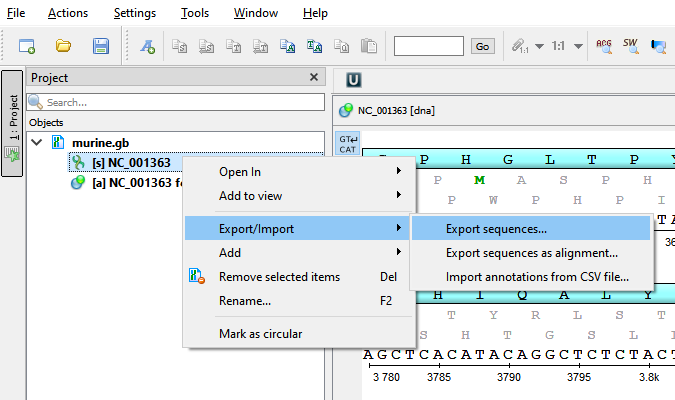 File Actions Settings Tools Window Help
Go 1:1
ACG SW
1: Project
Project
Search...
Objects
murine.gb
[s] NC_001363
[a] NC_001363 fe
NC_001363 [dna]
GT
CAT
P H G L T P Y
P M A S P H
P W P H P I
Open In
Add to view
Export/Import
Add
Remove selected items Del
Rename... F2
Mark as circular
Export sequences...
Export sequences as alignment...
Import annotations from CSV file...
H I Q A L Y
T Y R L S T
S H T G S L I
AGCTCACATACAGGCTCTCTACT
3 780 3785 3790 3795 3.8k